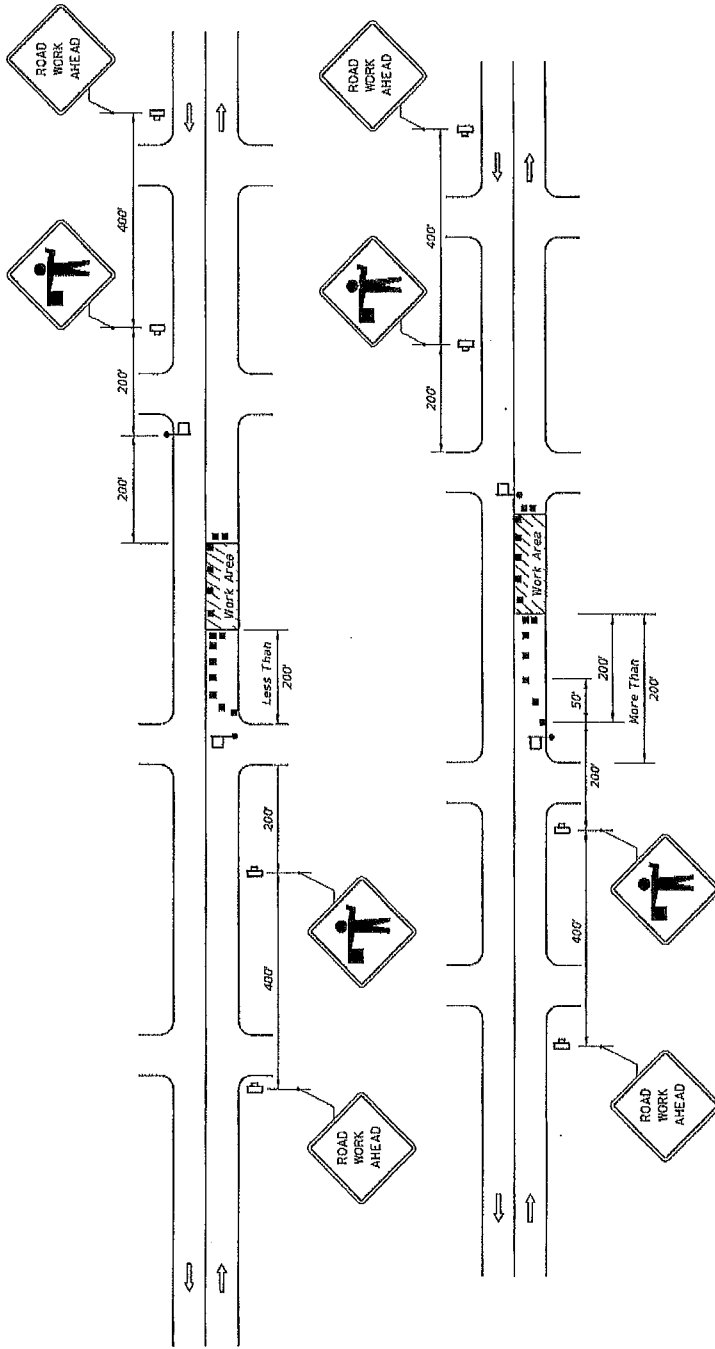 ROAD
WORK
AHEAD
400'
200'
200'
Work Area
Less Than
200'
200'
400'
ROAD
WORK
AHEAD
ROAD
WORK
AHEAD
400'
200'
Work Area
200'
More Than
200'
50'
200'
400'
ROAD
WORK
AHEAD